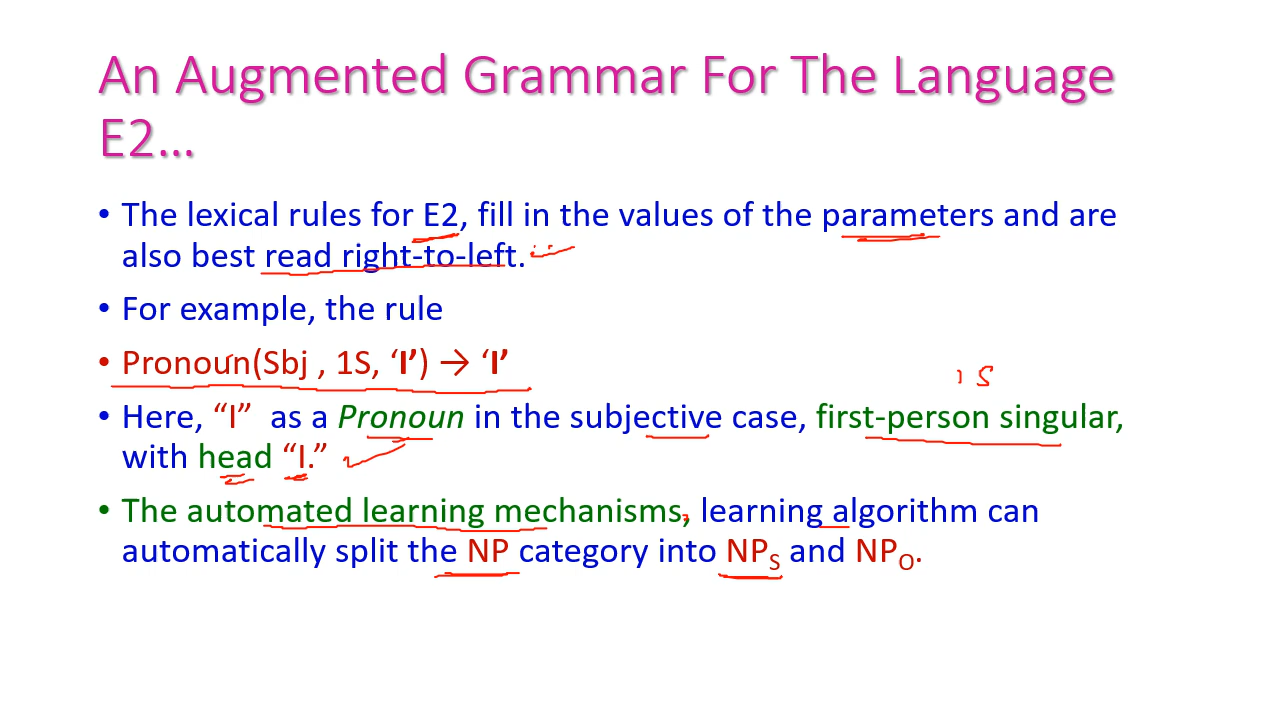 An Augmented Grammar For The Language
E2…
• The lexical rules for E2, fill in the values of the parameters and are
also best read right-to-left.
• For example, the rule
• Pronoun(Sbj , 1S, ‘I’) → ‘I’
1 S
• Here, “I” as a Pronoun in the subjective case, first-person singular,
with head “I.”
• The automated learning mechanisms, learning algorithm can
automatically split the NP category into NPS and NPO.